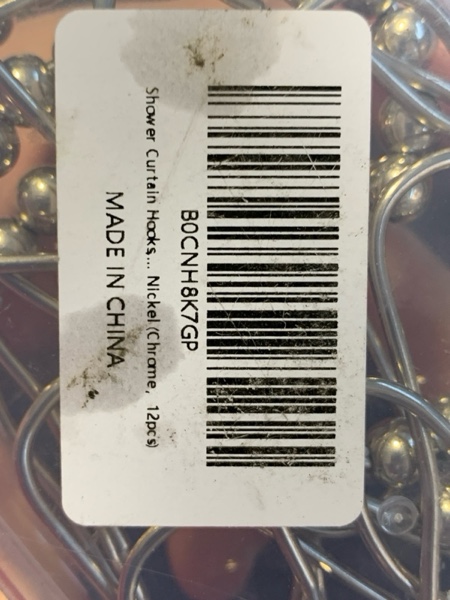 B0CNH8K7GP
Shower Curtain Hooks... Nickel (Chrome, 12pcs)
MADE IN CHINA